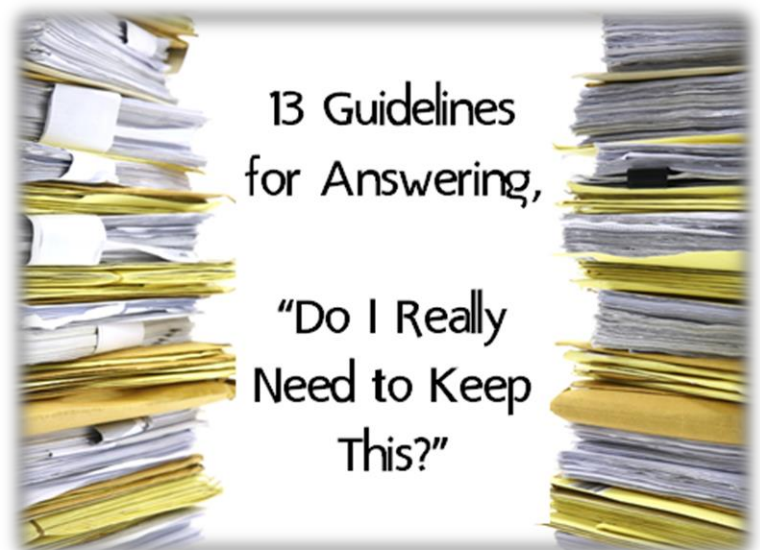 13 Guidelines
for Answering,
“Do I Really
Need to Keep
This?”